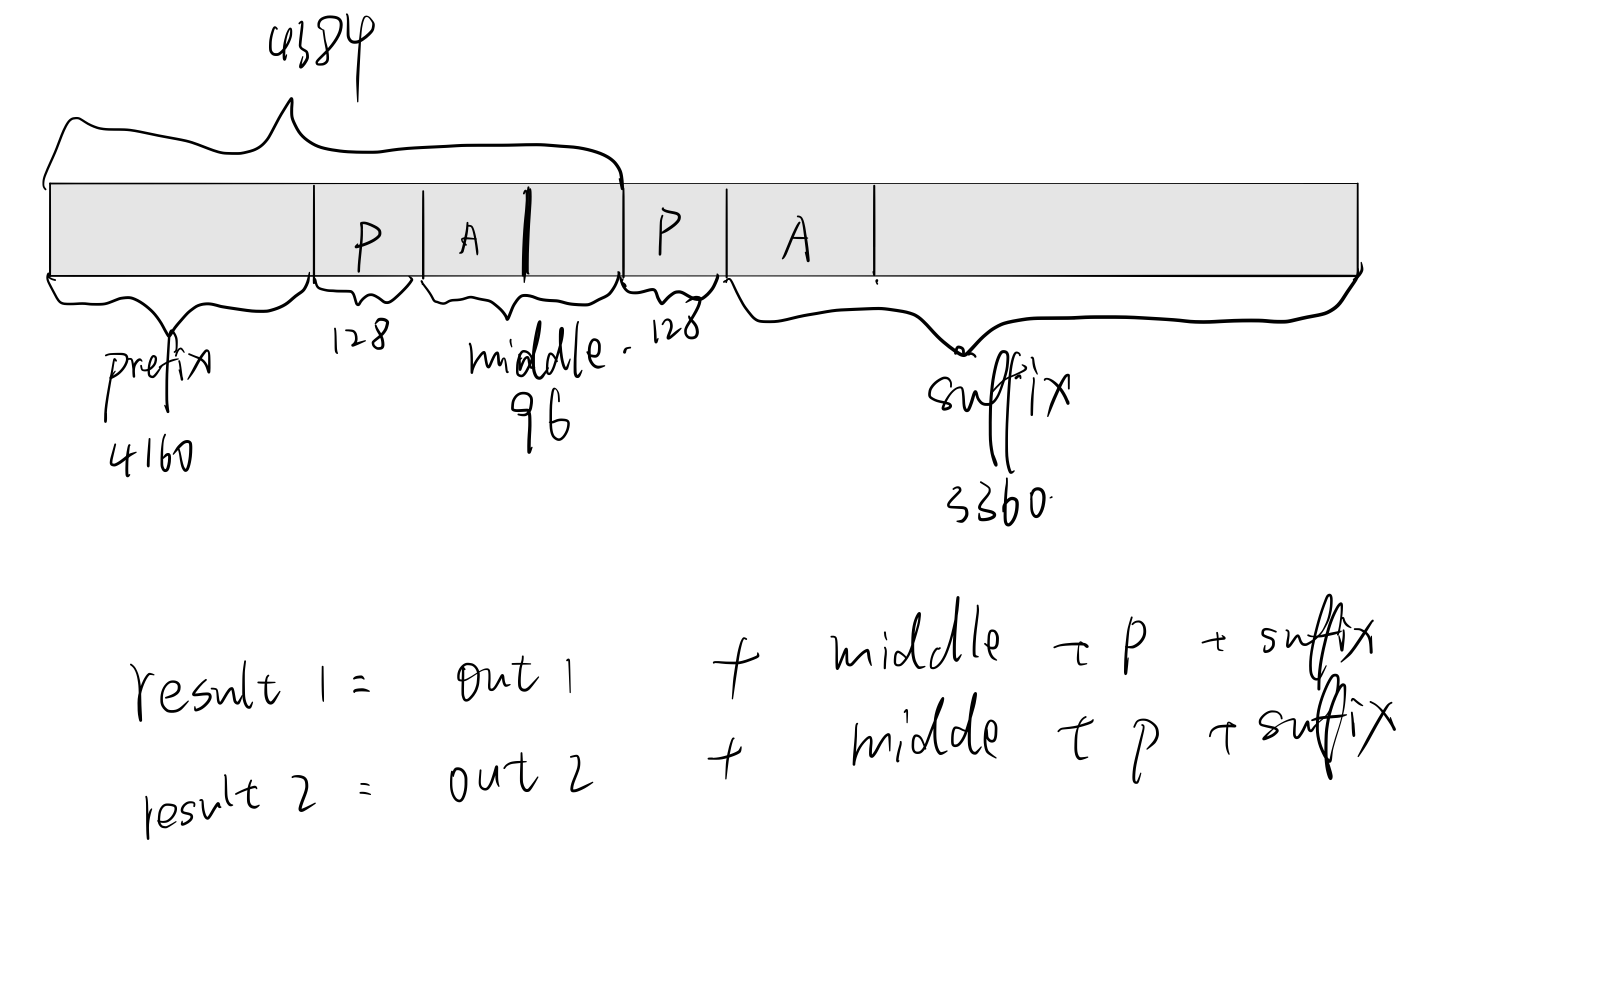 4384
P A P A
128 middle. 128
prefix
96
suffix
4160
3360
result 1 = out 1 + middle + P + suffix
result 2 = out 2 + midde + P + suffix